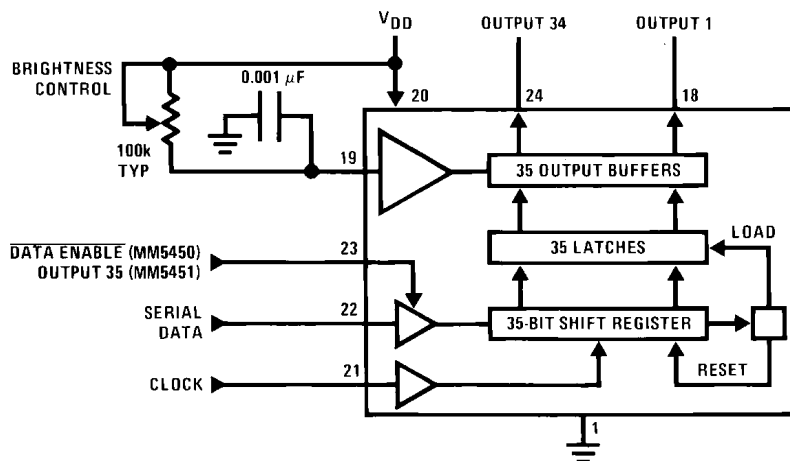 V_DD
OUTPUT 34
OUTPUT 1
BRIGHTNESS
CONTROL
0.001 µF
20
24
18
100k
TYP
19
35 OUTPUT BUFFERS
LOAD
DATA ENABLE (MM5450)
OUTPUT 35 (MM5451)
23
35 LATCHES
SERIAL
DATA
22
35-BIT SHIFT REGISTER
CLOCK
21
RESET
1